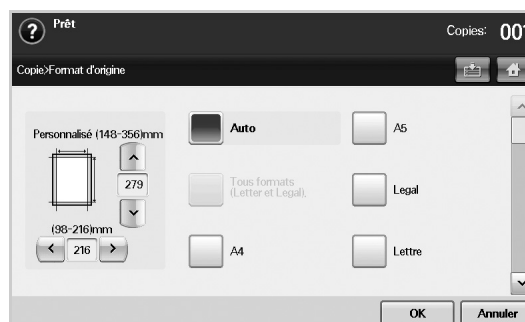 Prêt
Copies: 001
Copie>Format d'origine
Personnalisé (148-356)mm
279
(98-216)mm
216
Auto
A5
Tous formats
(Letter et Legal).
Legal
A4
Lettre
OK
Annuler